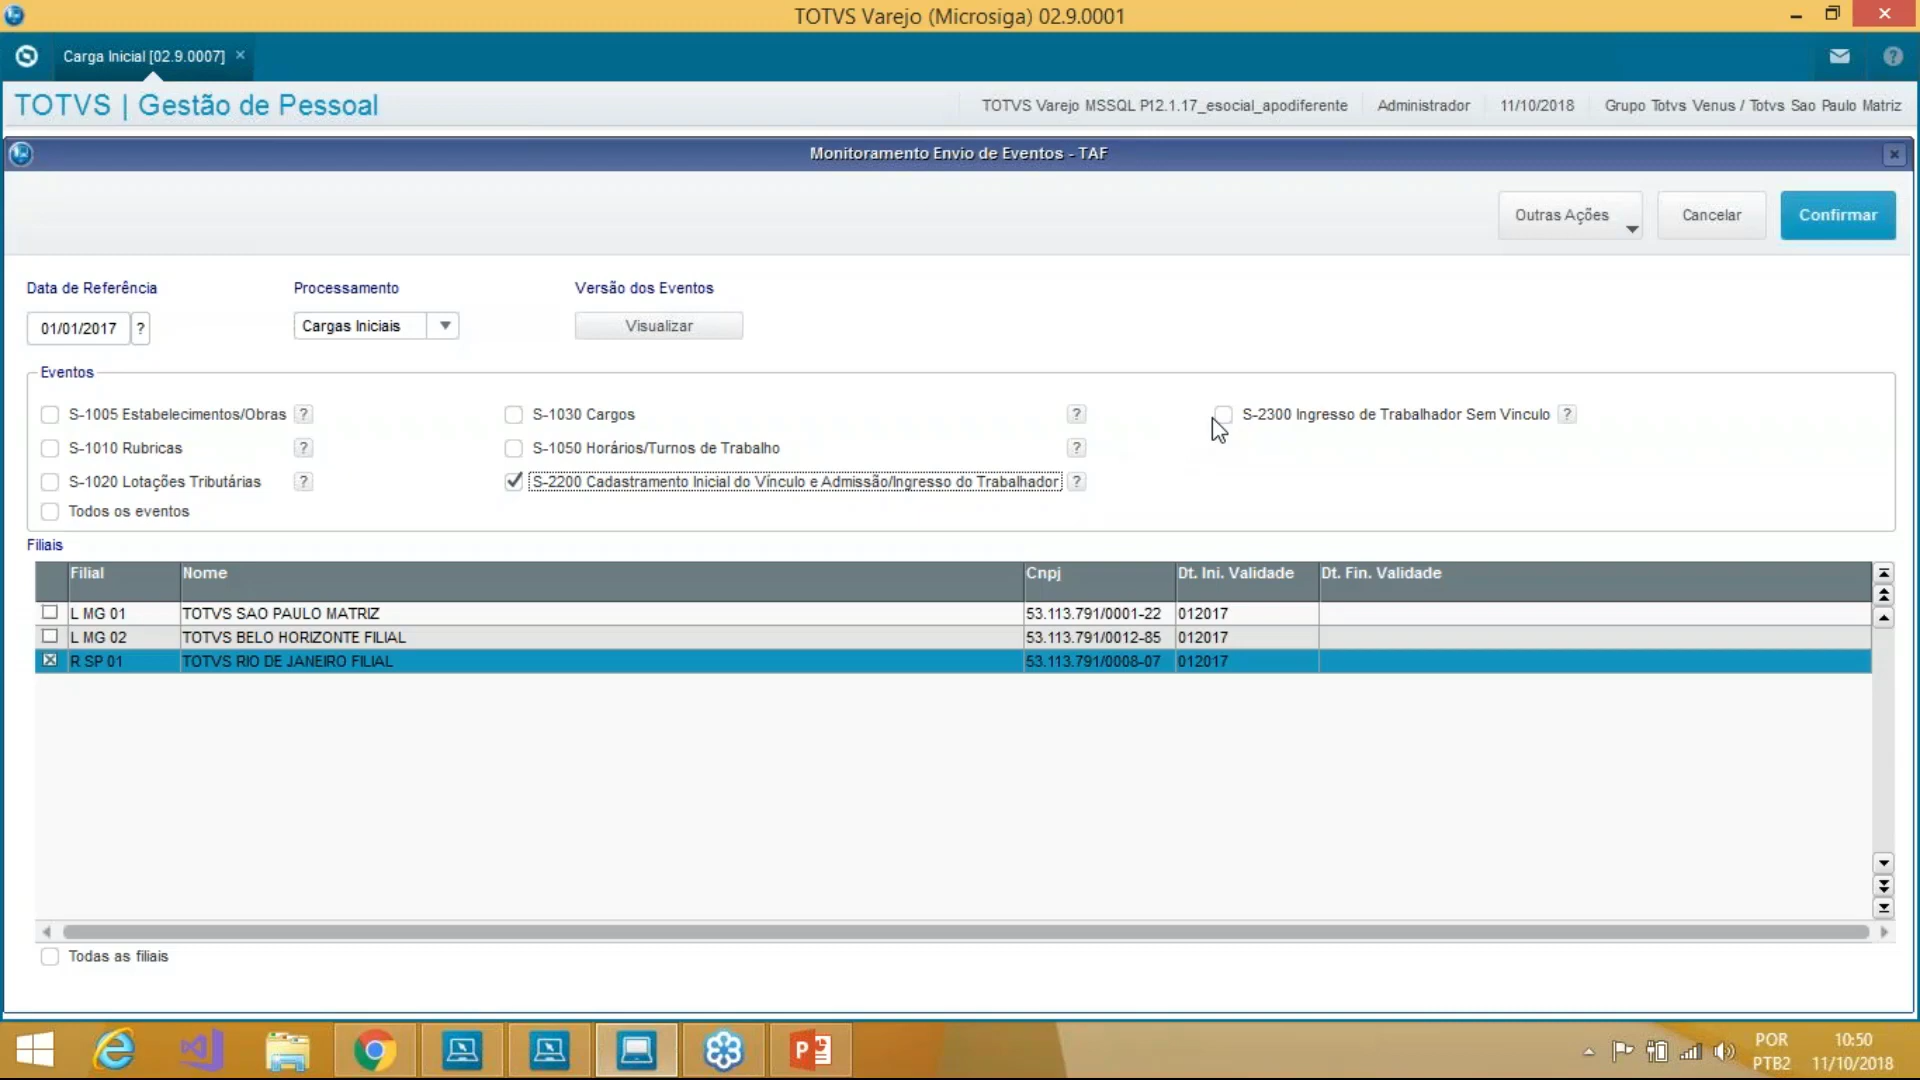 TOTVS Varejo (Microsiga) 02.9.0001
Carga Inicial [02.9.0007] ×
TOTVS | Gestão de Pessoal
TOTVS Varejo MSSQL P12.1.17_esocial_apodiferente Administrador 11/10/2018 Grupo Totvs Venus / Totvs Sao Paulo Matriz
Monitoramento Envio de Eventos - TAF
Outras Ações Cancelar Confirmar
Data de Referência Processamento Versão dos Eventos
01/01/2017 ? Cargas Iniciais Visualizar
Eventos
S-1005 Estabelecimentos/Obras ? S-1030 Cargos ? S-2300 Ingresso de Trabalhador Sem Vinculo ?
S-1010 Rubricas ? S-1050 Horários/Turnos de Trabalho ?
S-1020 Lotações Tributárias ? S-2200 Cadastramento Inicial do Vínculo e Admissão/Ingresso do Trabalhador ?
Todos os eventos
Filiais
Filial Nome Cnpj Dt. Ini. Validade Dt. Fin. Validade
L MG 01 TOTVS SAO PAULO MATRIZ 53.113.791/0001-22 012017
L MG 02 TOTVS BELO HORIZONTE FILIAL 53.113.791/0012-85 012017
R SP 01 TOTVS RIO DE JANEIRO FILIAL 53.113.791/0008-07 012017
Todas as filiais
POR 10:50
PTB2 11/10/2018